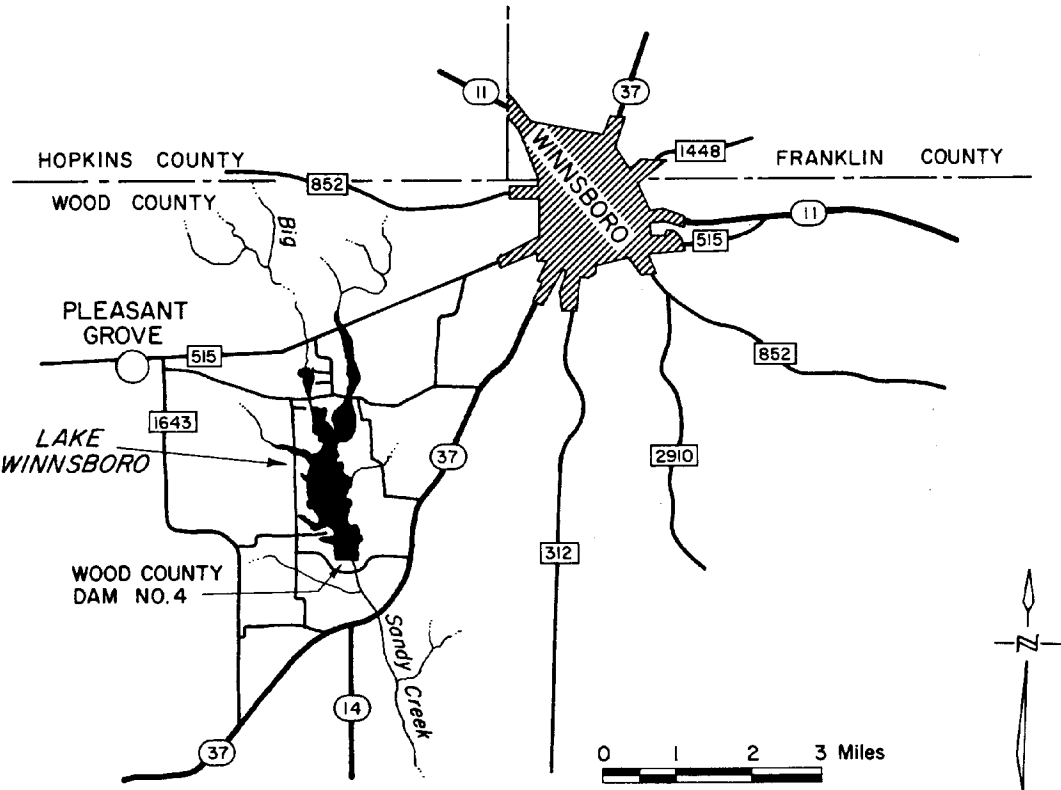 11
37
1448
HOPKINS COUNTY
FRANKLIN COUNTY
852
WOOD COUNTY
WINNSBORO
11
Big
515
PLEASANT
GROVE
515
852
1643
LAKE
WINNSBORO
37
2910
312
WOOD COUNTY
DAM NO. 4
Sandy Creek
N
14
37
0 1 2 3 Miles